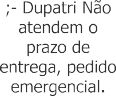 ;- Dupatri Não
atendem o
prazo de
entrega, pedido
emergencial.